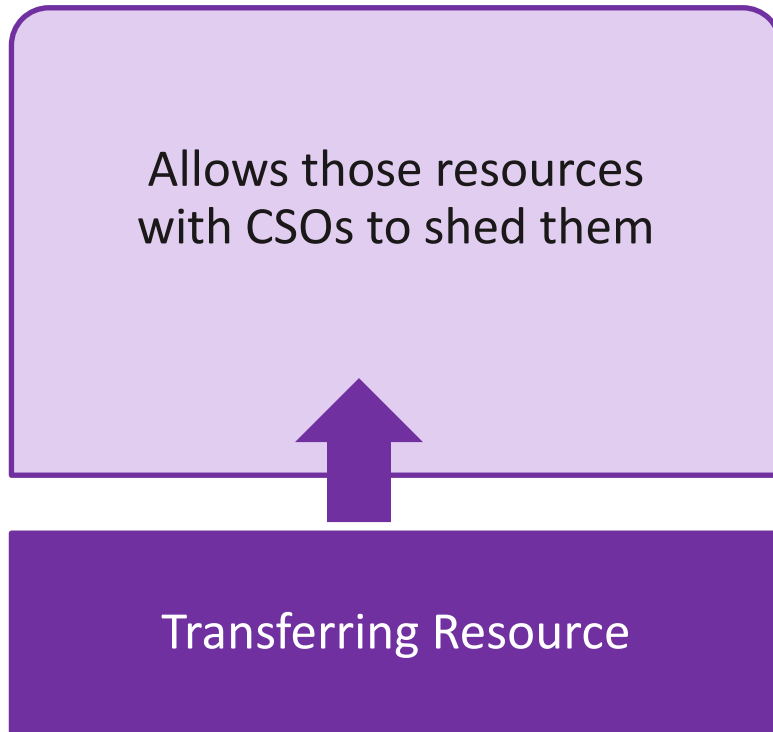 Allows those resources
with CSOs to shed them
Transferring Resource